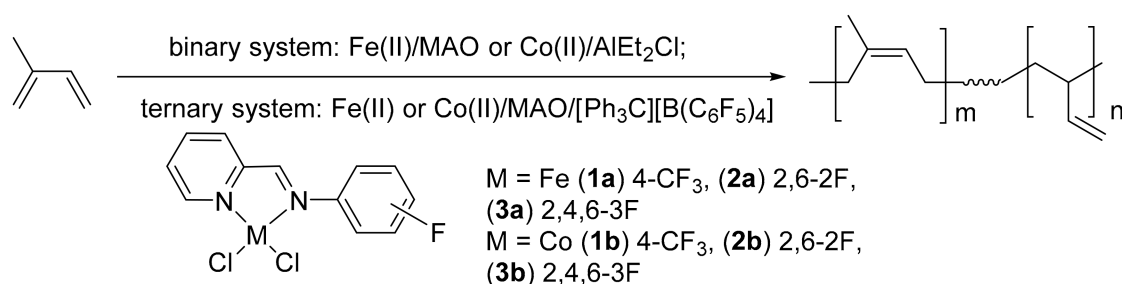 binary system: Fe(II)/MAO or Co(II)/AlEt₂Cl;
ternary system: Fe(II) or Co(II)/MAO/[Ph₃C][B(C₆F₅)₄]
m
n
N
N
M
Cl
Cl
F
M = Fe (1a) 4-CF₃, (2a) 2,6-2F,
(3a) 2,4,6-3F
M = Co (1b) 4-CF₃, (2b) 2,6-2F,
(3b) 2,4,6-3F